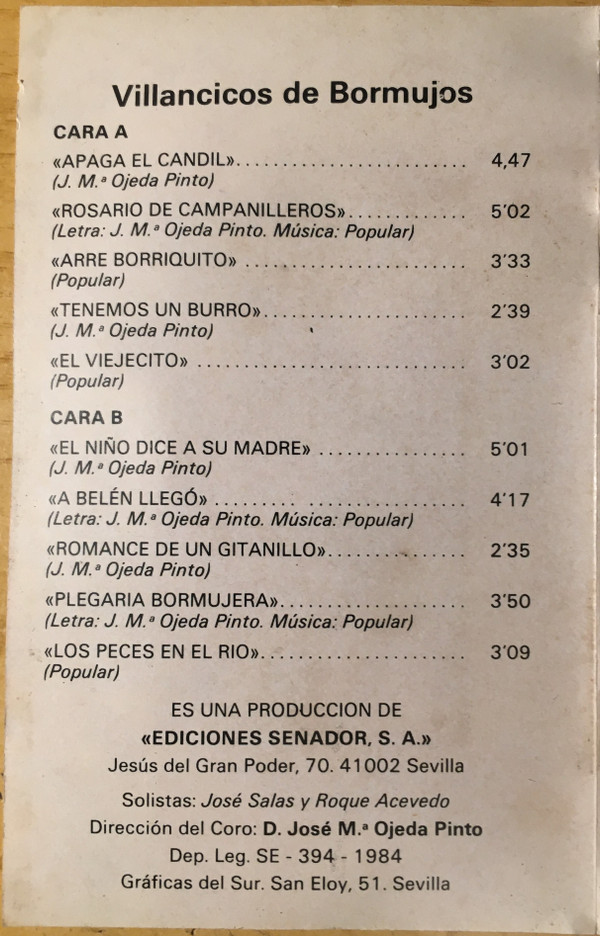 Villancicos de Bormujos
CARA A
«APAGA EL CANDIL»........................ 4,47
(J. M.ª Ojeda Pinto)
«ROSARIO DE CAMPANILLEROS»............ 5'02
(Letra: J. M.ª Ojeda Pinto. Música: Popular)
«ARRE BORRIQUITO» ....................... 3'33
(Popular)
«TENEMOS UN BURRO»..................... 2'39
(J. M.ª Ojeda Pinto)
«EL VIEJECITO» ............................ 3'02
(Popular)
CARA B
«EL NIÑO DICE A SU MADRE» ............... 5'01
(J. M.ª Ojeda Pinto)
«A BELÉN LLEGÓ» ......... ................ 4'17
(Letra: J. M.ª Ojeda Pinto. Música: Popular)
«ROMANCE DE UN GITANILLO».............. 2'35
(J. M.ª Ojeda Pinto)
«PLEGARIA BORMUJERA»................... 3'50
(Letra: J. M.ª Ojeda Pinto. Música: Popular)
«LOS PECES EN EL RIO»..................... 3'09
(Popular)
ES UNA PRODUCCION DE
«EDICIONES SENADOR, S. A.»
Jesús del Gran Poder, 70. 41002 Sevilla
Solistas: José Salas y Roque Acevedo
Dirección del Coro: D. José M.ª Ojeda Pinto
Dep. Leg. SE - 394 - 1984
Gráficas del Sur. San Eloy, 51. Sevilla